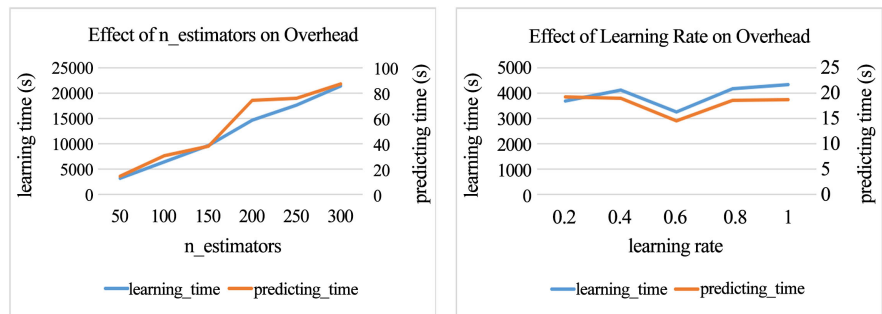 Effect of n_estimators on Overhead
learning time (s)
25000
20000
15000
10000
5000
0
100
80
60
40
20
0
predicting time (s)
50 100 150 200 250 300
n_estimators
learning_time predicting_time
Effect of Learning Rate on Overhead
learning time (s)
5000
4000
3000
2000
1000
0
25
20
15
10
5
0
predicting time (s)
0.2 0.4 0.6 0.8 1
learning rate
learning_time predicting_time